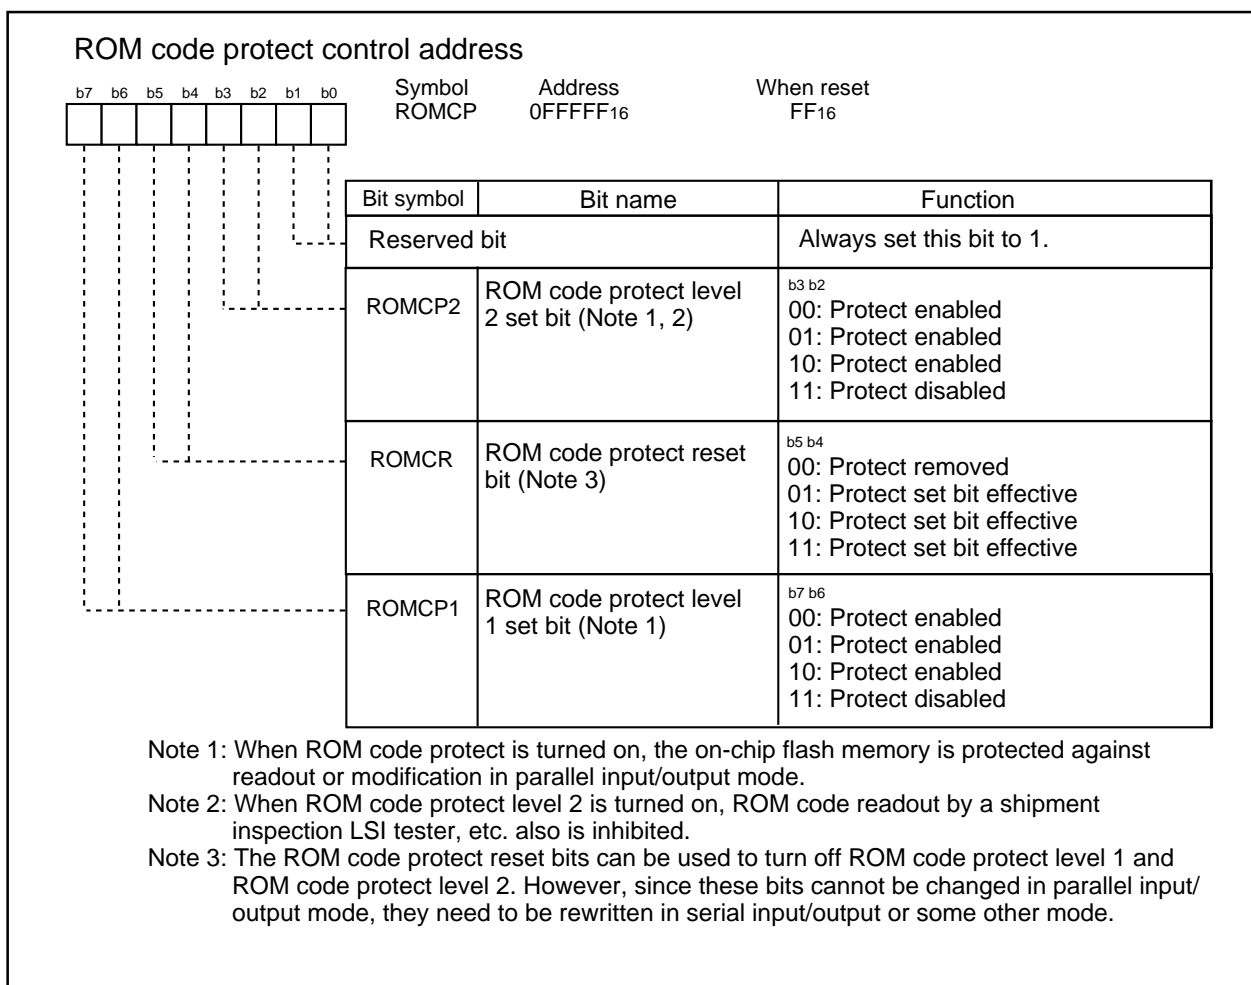 ROM code protect control address
b7 b6 b5 b4 b3 b2 b1 b0
Symbol Address When reset
ROMCP 0FFFFF16 FF16
Bit symbol Bit name Function
Reserved bit Always set this bit to 1.
ROMCP2 ROM code protect level
2 set bit (Note 1, 2)
b3 b2
00: Protect enabled
01: Protect enabled
10: Protect enabled
11: Protect disabled
ROMCR ROM code protect reset
bit (Note 3)
b5 b4
00: Protect removed
01: Protect set bit effective
10: Protect set bit effective
11: Protect set bit effective
ROMCP1 ROM code protect level
1 set bit (Note 1)
b7 b6
00: Protect enabled
01: Protect enabled
10: Protect enabled
11: Protect disabled
Note 1: When ROM code protect is turned on, the on-chip flash memory is protected against
readout or modification in parallel input/output mode.
Note 2: When ROM code protect level 2 is turned on, ROM code readout by a shipment
inspection LSI tester, etc. also is inhibited.
Note 3: The ROM code protect reset bits can be used to turn off ROM code protect level 1 and
ROM code protect level 2. However, since these bits cannot be changed in parallel input/
output mode, they need to be rewritten in serial input/output or some other mode.